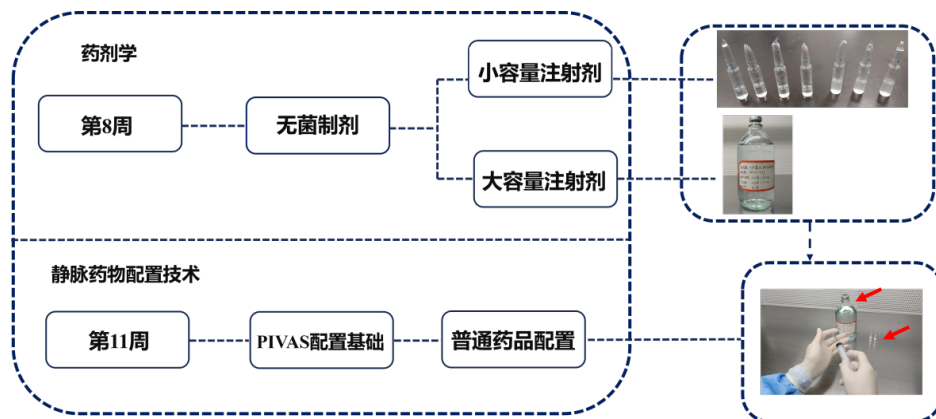 药剂学
小容量注射剂
第8周
无菌制剂
大容量注射剂
静脉药物配置技术
第11周
PIVAS配置基础
普通药品配置